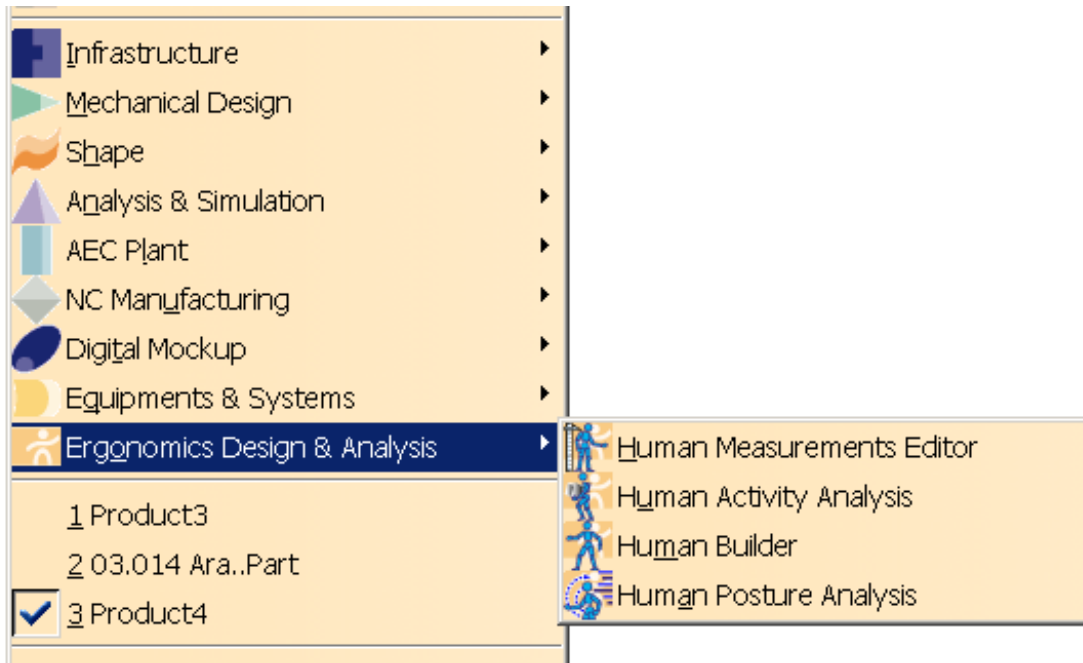 Infrastructure
Mechanical Design
Shape
Analysis & Simulation
AEC Plant
NC Manufacturing
Digital Mockup
Equipments & Systems
Ergonomics Design & Analysis
Human Measurements Editor
Human Activity Analysis
Human Builder
Human Posture Analysis
1 Product3
2 03.014 Ara..Part
3 Product4